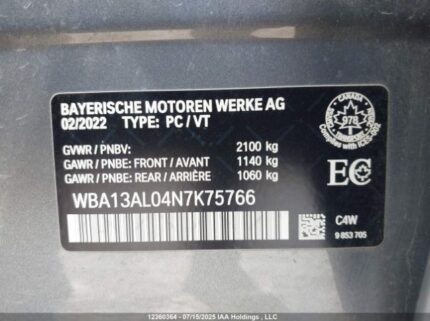 BAYERISCHE MOTOREN WERKE AG
02/2022 TYPE: PC/VT
GVWR / PNBV: 2100 kg
GAWR / PNBE: FRONT / AVANT 1140 kg
GAWR / PNBE: REAR / ARRIÈRE 1060 kg
WBA13AL04N7K75766
CANADA
978
EC
C4W
9 853 705
12360364 - 07/15/2025 IAA Holdings , LLC